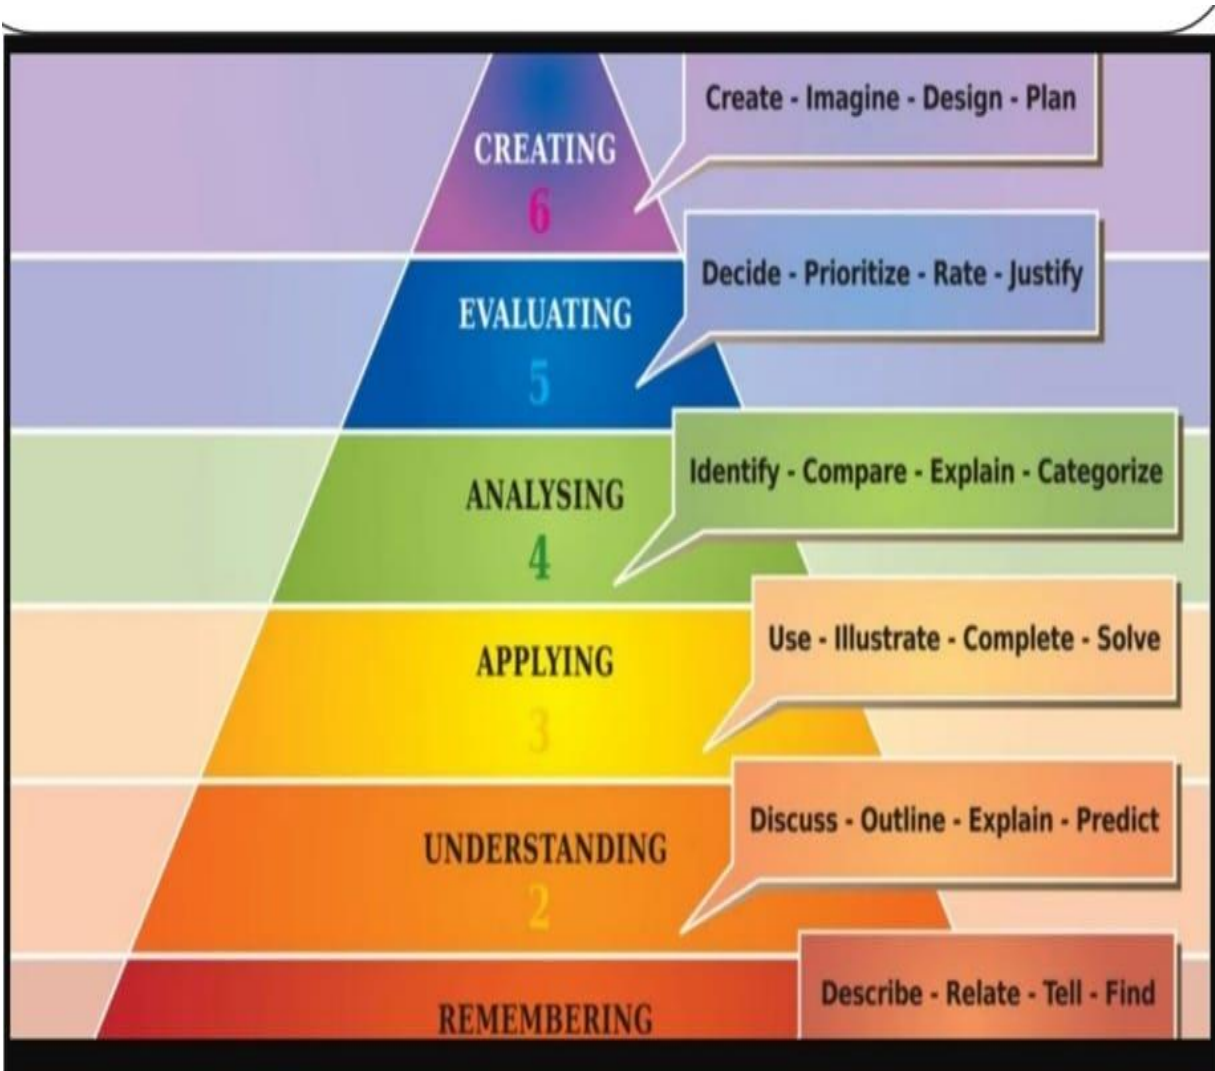 Create - Imagine - Design - Plan
CREATING
6
Decide - Prioritize - Rate - Justify
EVALUATING
5
Identify - Compare - Explain - Categorize
ANALYSING
4
Use - Illustrate - Complete - Solve
APPLYING
3
Discuss - Outline - Explain - Predict
UNDERSTANDING
2
Describe - Relate - Tell - Find
REMEMBERING